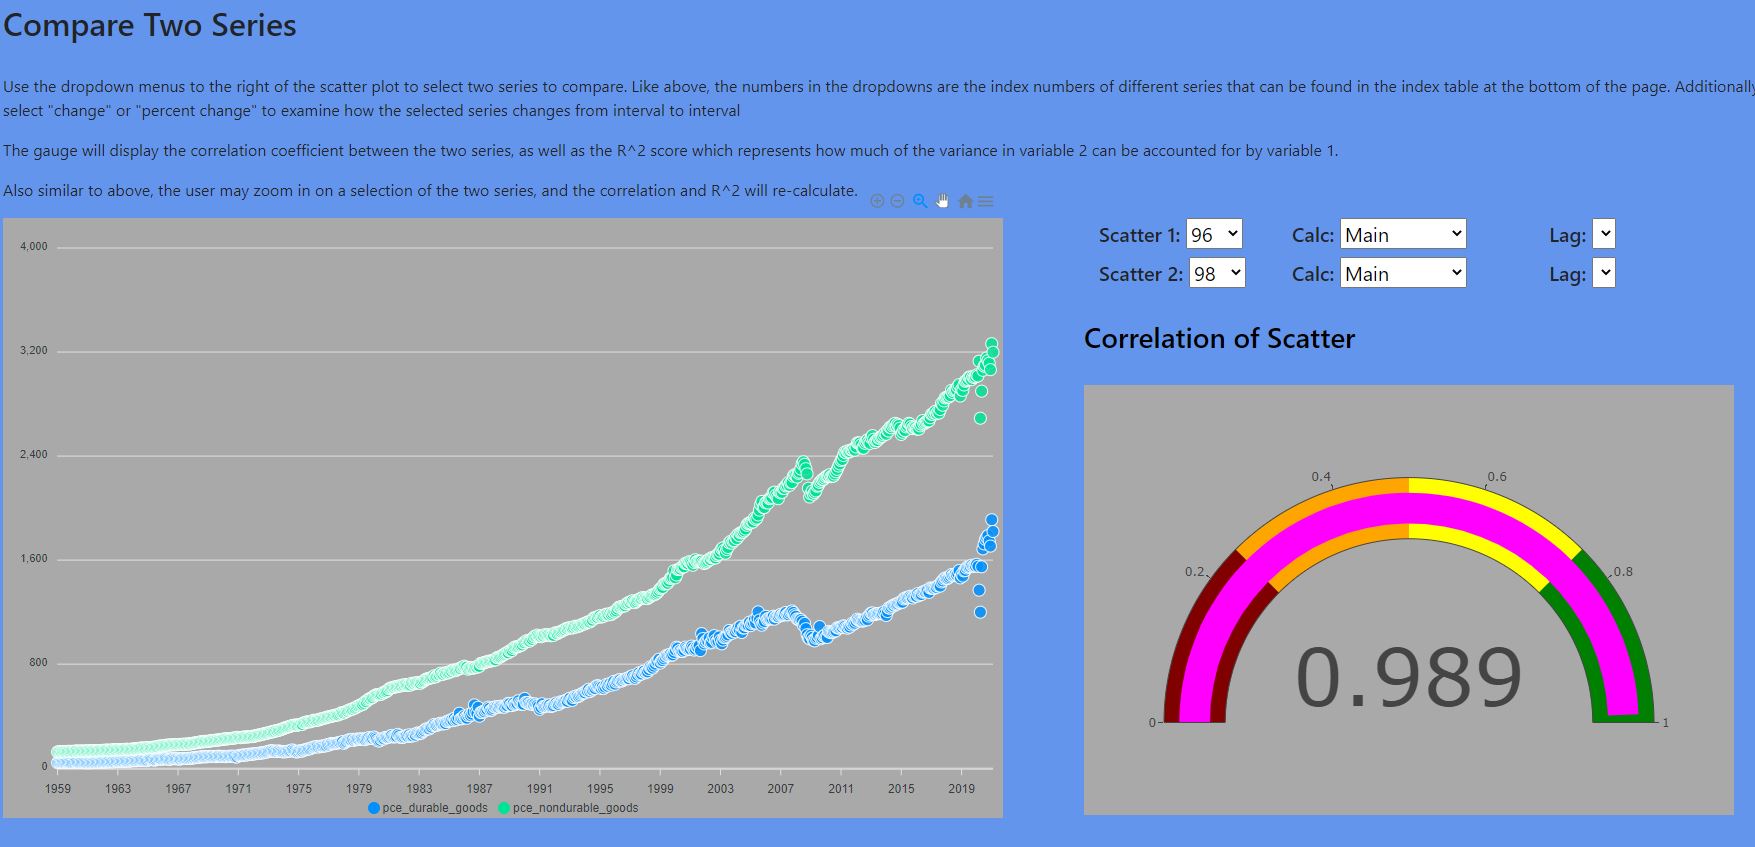 Compare Two Series
Use the dropdown menus to the right of the scatter plot to select two series to compare. Like above, the numbers in the dropdowns are the index numbers of different series that can be found in the index table at the bottom of the page. Additionally
select "change" or "percent change" to examine how the selected series changes from interval to interval
The gauge will display the correlation coefficient between the two series, as well as the R^2 score which represents how much of the variance in variable 2 can be accounted for by variable 1.
Also similar to above, the user may zoom in on a selection of the two series, and the correlation and R^2 will re-calculate.
4,000
3,200
2,400
1,600
800
0
1959 1963 1967 1971 1975 1979 1983 1987 1991 1995 1999 2003 2007 2011 2015 2019
pce_durable_goods pce_nondurable_goods
Scatter 1: 96 Calc: Main Lag:
Scatter 2: 98 Calc: Main Lag:
Correlation of Scatter
0.4 0.6
0.2 0.8
0.989
0 1